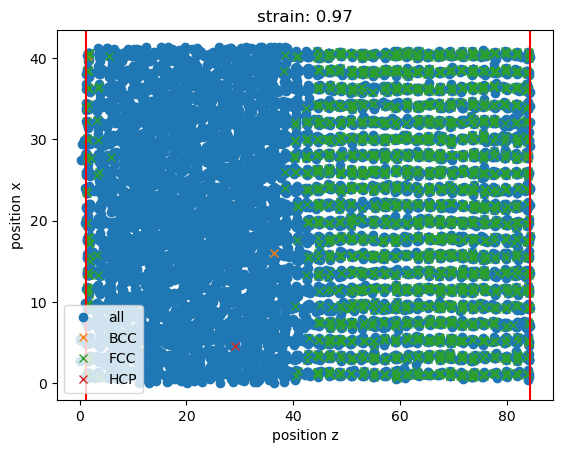 strain: 0.97
position x
40
30
20
10
0
all
BCC
FCC
HCP
0 20 40 60 80
position z